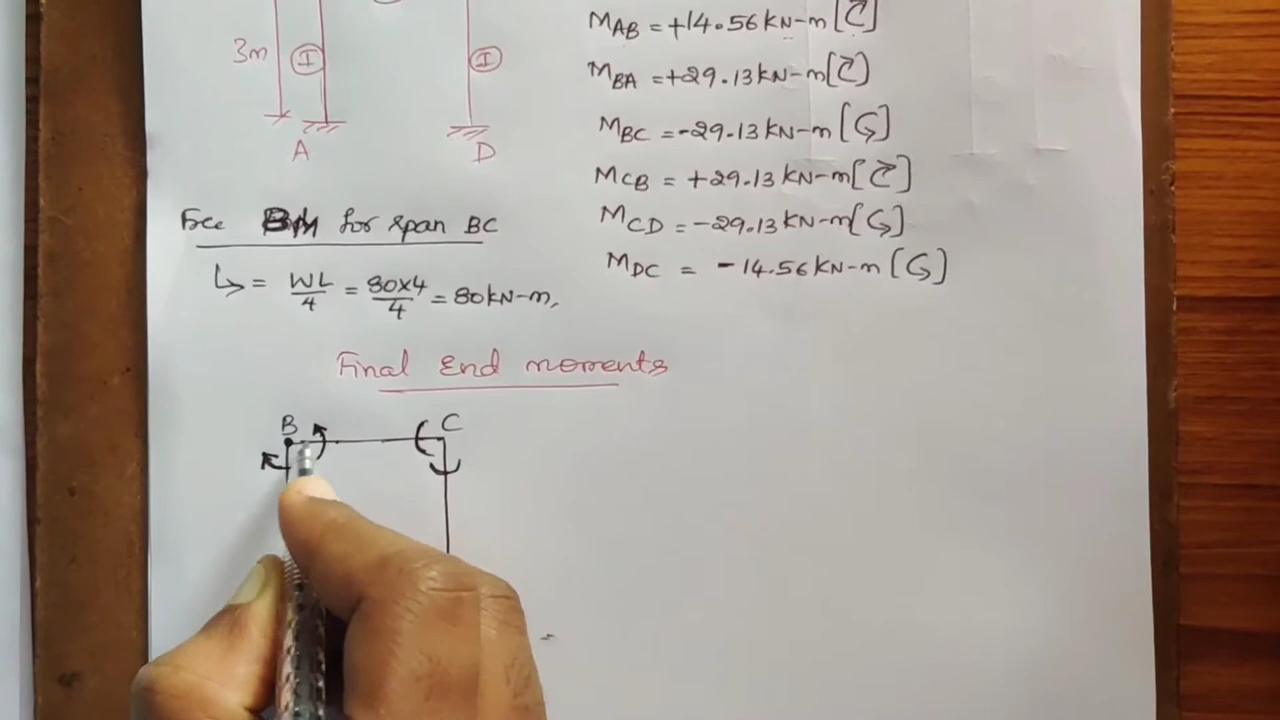 3m I I
A D
Free BM for span BC
= WL/4 = 80x4/4 = 80kN-m,
MAB = +14.56 kN-m [↻]
MBA = +29.13 kN-m [↻]
MBC = -29.13 kN-m [↺]
MCB = +29.13 kN-m [↻]
MCD = -29.13 kN-m [↺]
MDC = -14.56 kN-m [↺]
Final End moments
B C